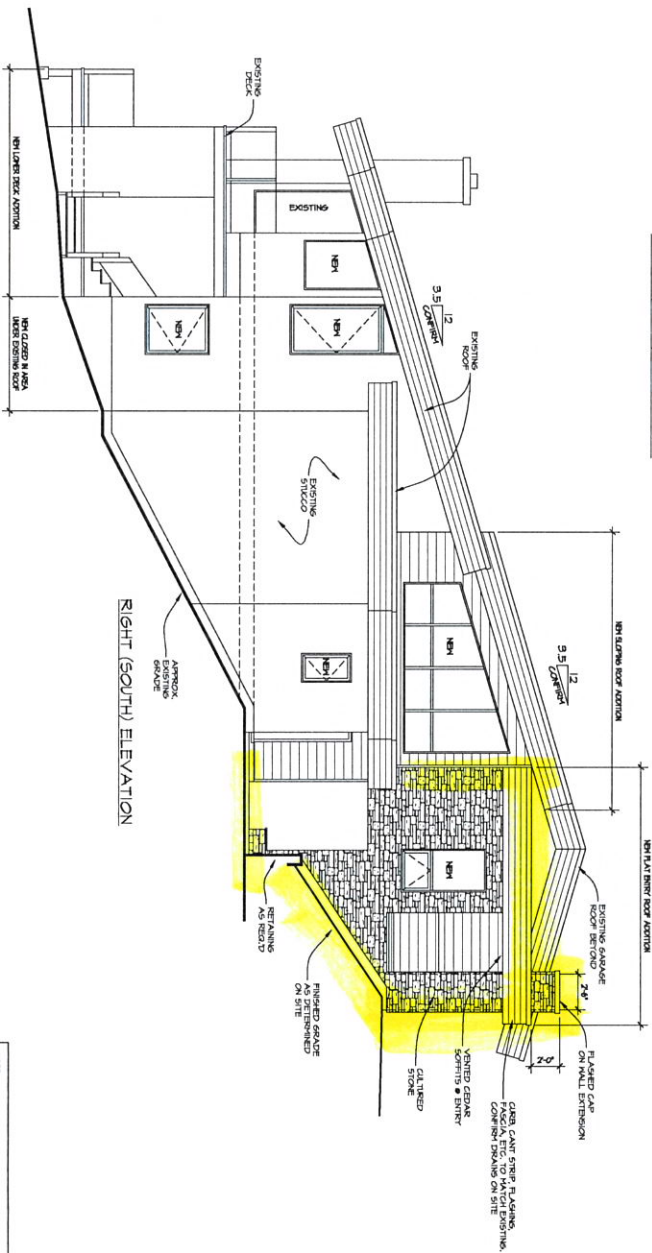 NEW SLOPING ROOF ADDITION
NEW FLAT ENTRY ROOF ADDITION
EXISTING GARAGE
ROOF BEYOND
2'-8"
FLASHED CAP
ON WALL EXTENSION
2'-0"
CURB, CANT STRIP, FLASHING,
FASCIA, ETC. TO MATCH EXISTING.
CONFIRM DRAINS ON SITE
VENTED CEDAR
SOFFITS @ ENTRY
CULTURED
STONE
FINISHED GRADE
AS DETERMINED
ON SITE
RETAINING
AS REQ'D
12
3.5
CONFIRM
12
3.5
CONFIRM
EXISTING
ROOF
EXISTING
NEW
NEW
NEW
NEW
NEW
NEW
EXISTING
STUCCO
EXISTING
DECK
APPROX.
EXISTING
GRADE
NEW LOWER DECK ADDITION
NEW CLOSED IN AREA
UNDER EXISTING ROOF
RIGHT (SOUTH) ELEVATION